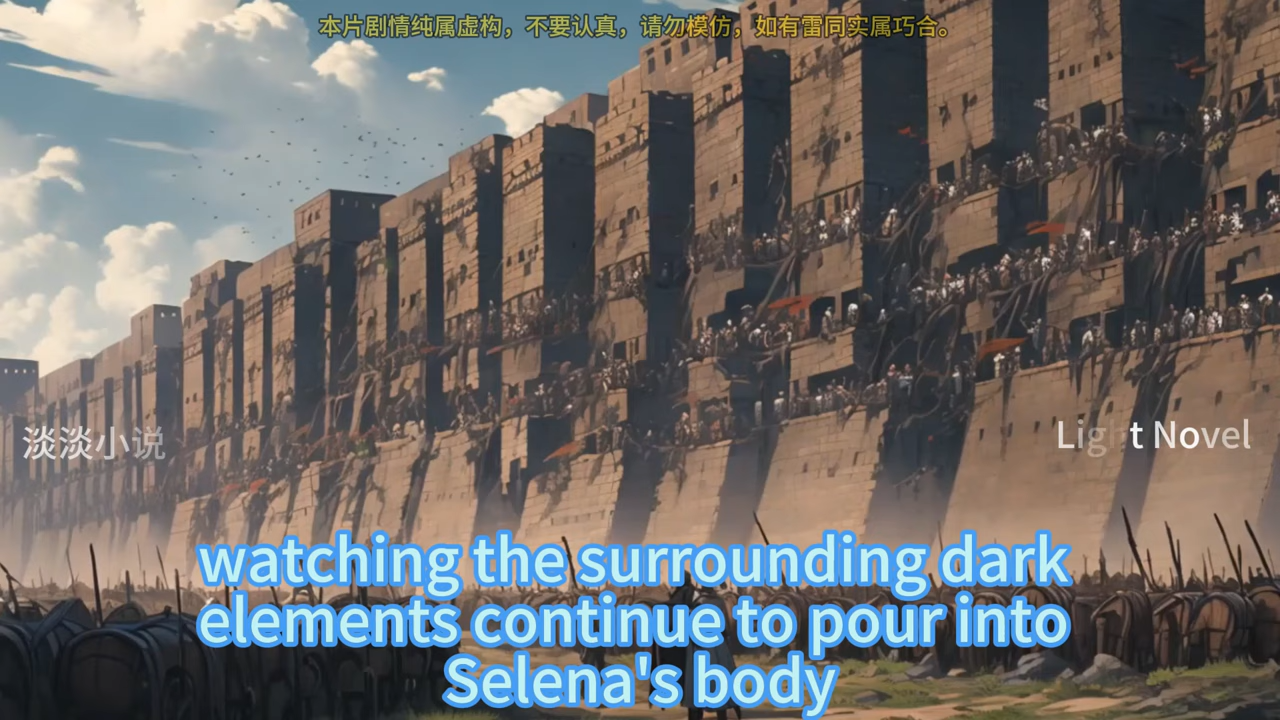 本片剧情纯属虚构，不要认真，请勿模仿，如有雷同实属巧合。
淡淡小说
Light Novel
watching the surrounding dark
elements continue to pour into
Selena's body